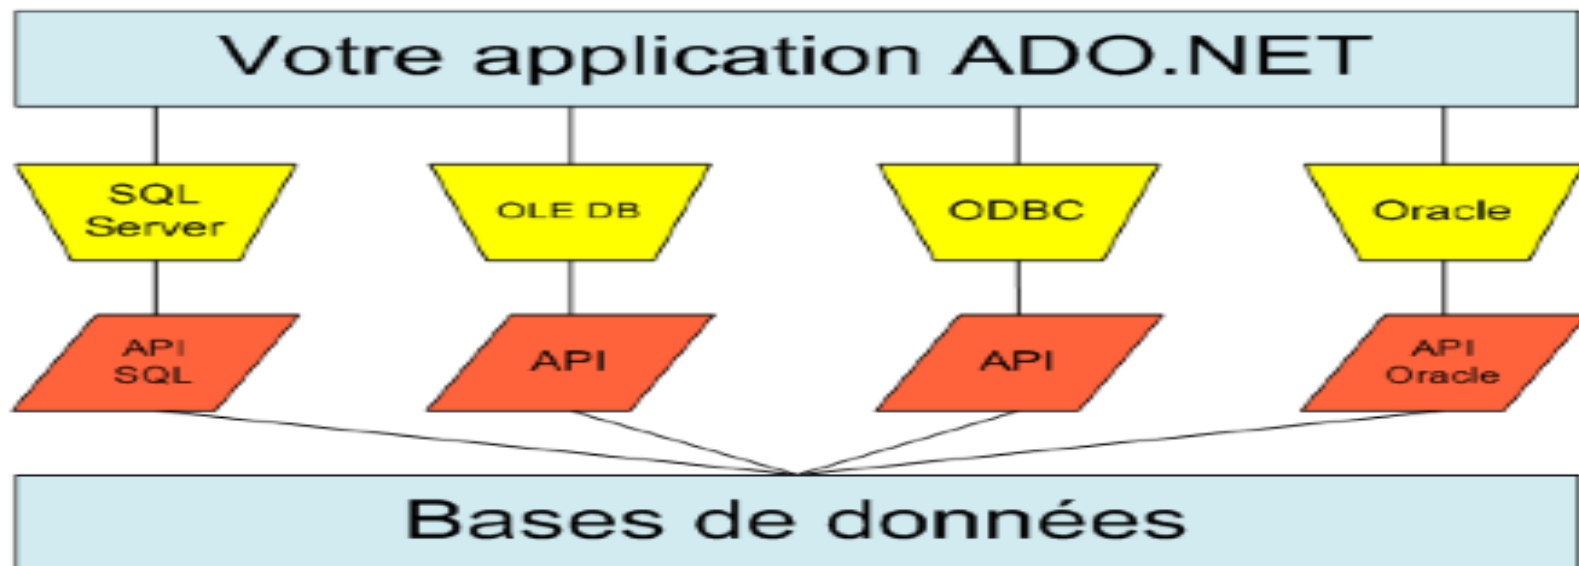 Votre application ADO.NET
SQL
Server
OLE DB
ODBC
Oracle
API
SQL
API
API
API
Oracle
Bases de données